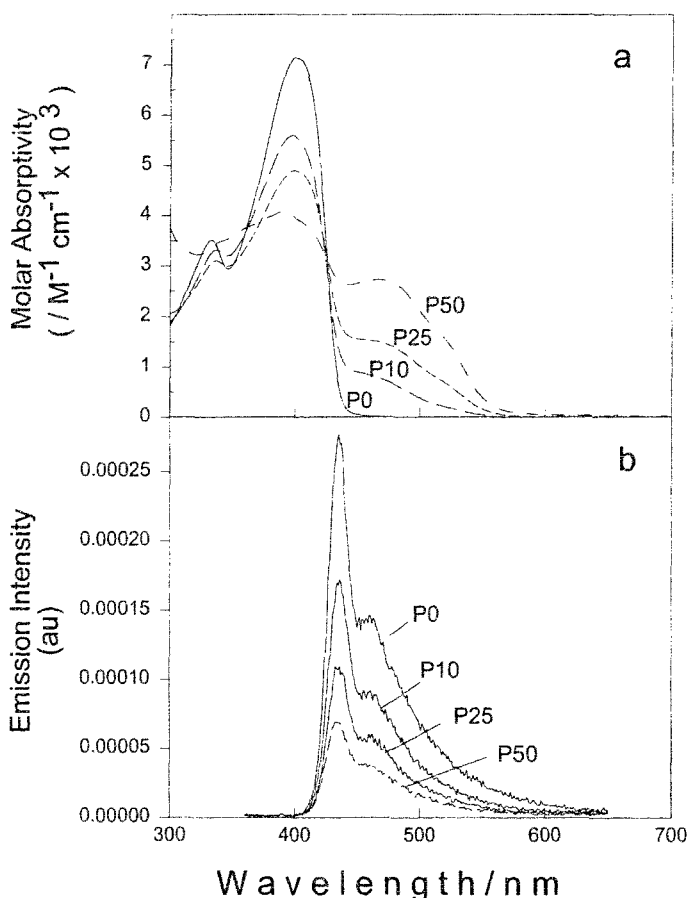 a
Molar Absorptivity
( / M⁻¹ cm⁻¹ x 10³ )
7
6
5
4
3
2
1
0
P50
P25
P10
P0
b
Emission Intensity
(au)
0.00025
0.00020
0.00015
0.00010
0.00005
0.00000
P0
P10
P25
P50
300 400 500 600 700
Wavelength/nm